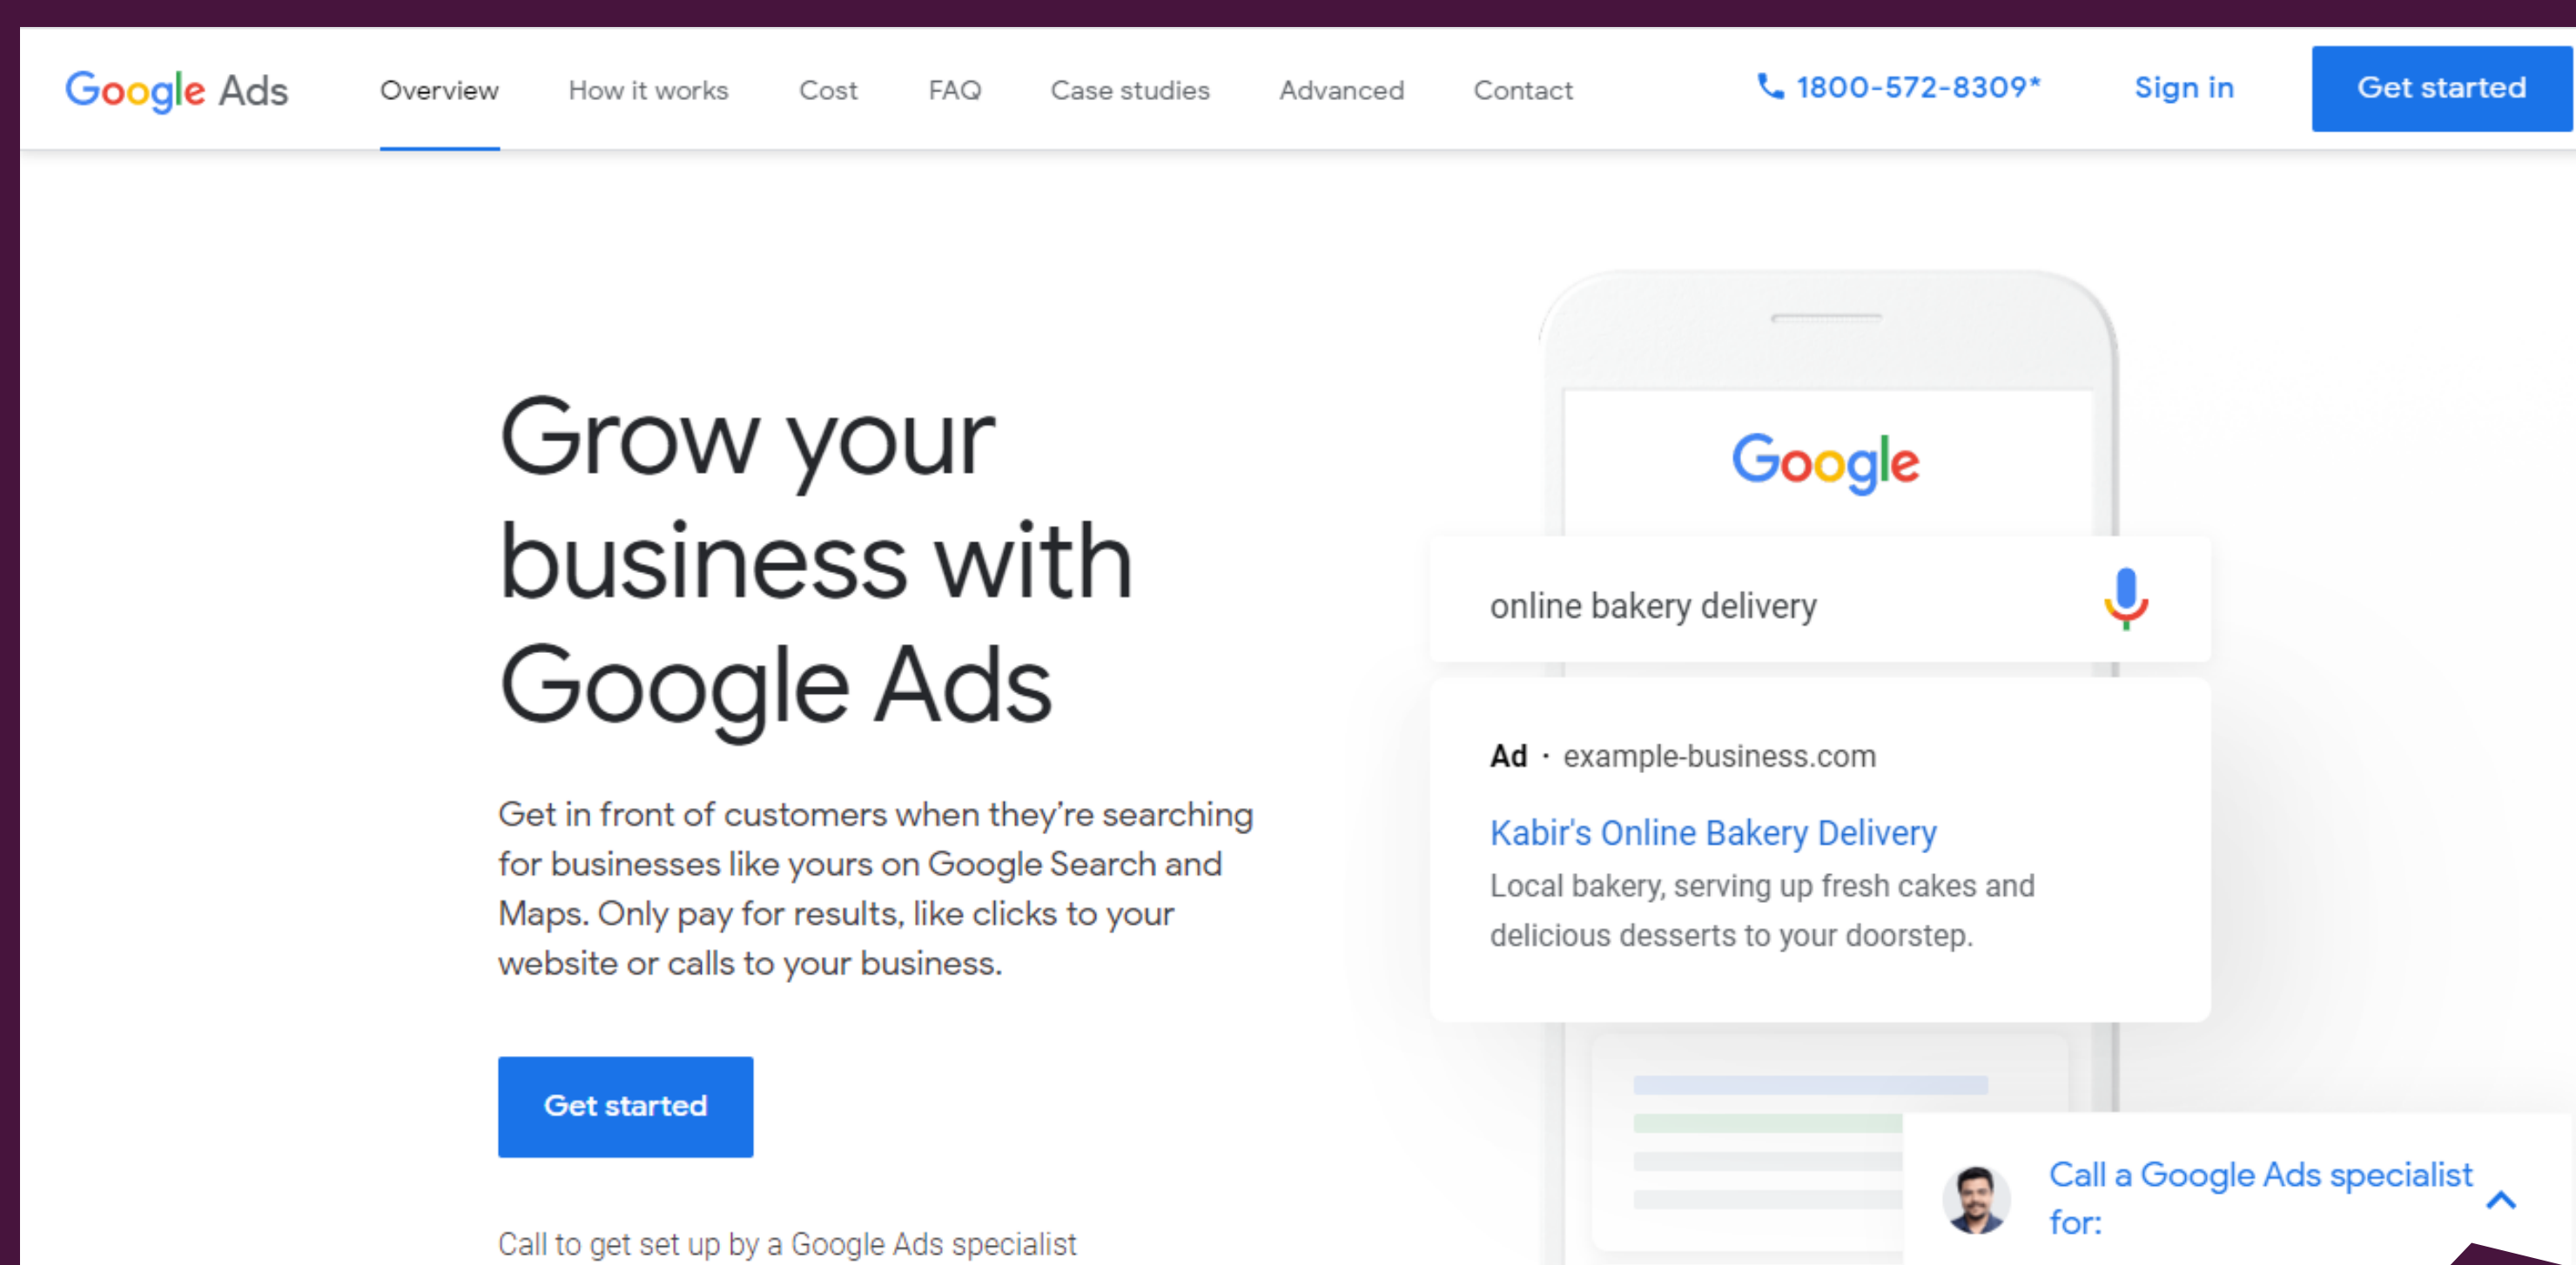 Google Ads
Overview
How it works
Cost
FAQ
Case studies
Advanced
Contact
1800-572-8309*
Sign in
Get started
Grow your
business with
Google Ads
Get in front of customers when they’re searching
for businesses like yours on Google Search and
Maps. Only pay for results, like clicks to your
website or calls to your business.
Get started
Call to get set up by a Google Ads specialist
Google
online bakery delivery
Ad · example-business.com
Kabir's Online Bakery Delivery
Local bakery, serving up fresh cakes and
delicious desserts to your doorstep.
Call a Google Ads specialist
for: